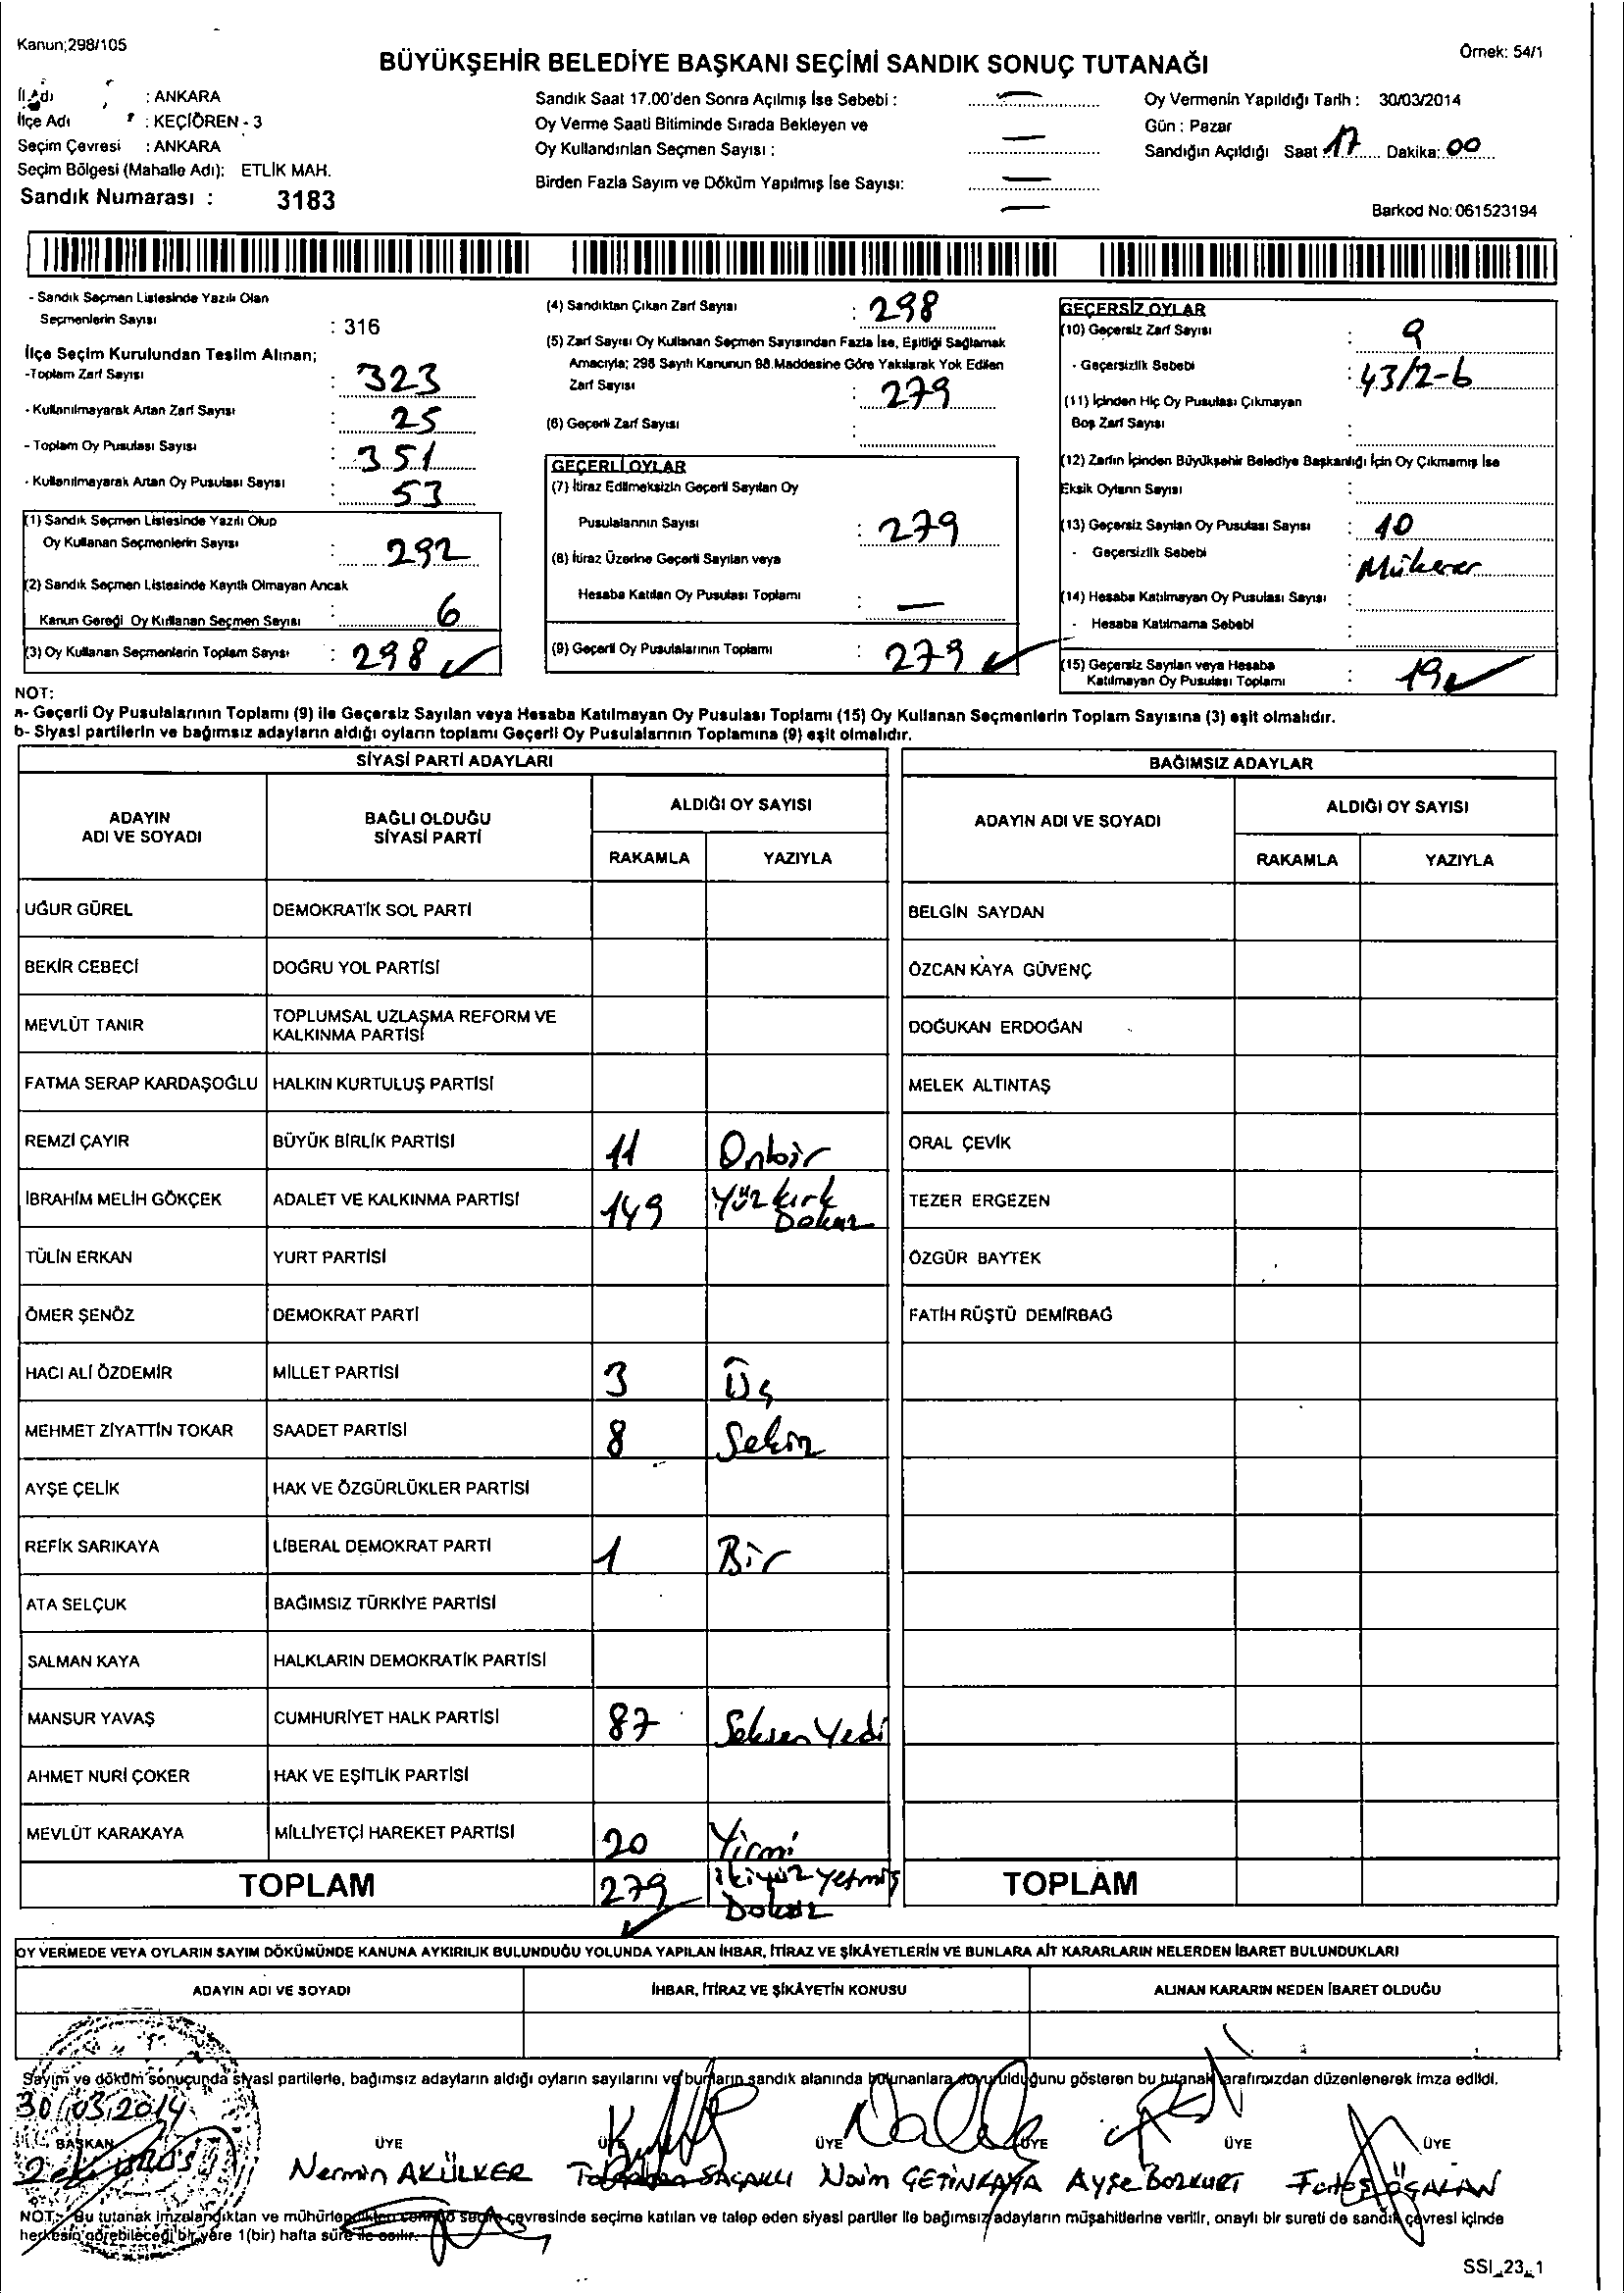 Kanun;298/105
Örnek: 54/1
BÜYÜKŞEHİR BELEDİYE BAŞKANI SEÇİMİ SANDIK SONUÇ TUTANAĞI
İl Adı : ANKARA
İlçe Adı : KEÇİÖREN - 3
Seçim Çevresi : ANKARA
Seçim Bölgesi (Mahalle Adı): ETLİK MAH.
Sandık Numarası : 3183
Sandık Saat 17.00'den Sonra Açılmış İse Sebebi : —
Oy Verme Saati Bitiminde Sırada Bekleyen ve
Oy Kullandırılan Seçmen Sayısı : —
Birden Fazla Sayım ve Döküm Yapılmış İse Sayısı: —
Oy Vermenin Yapıldığı Tarih : 30/03/2014
Gün : Pazar
Sandığın Açıldığı Saat 17 Dakika: 00
Barkod No: 061523194
- Sandık Seçmen Listesinde Yazılı Olan
Seçmenlerin Sayısı : 316
İlçe Seçim Kurulundan Teslim Alınan;
-Toplam Zarf Sayısı : 323
- Kullanılmayarak Artan Zarf Sayısı : 25
- Toplam Oy Pusulası Sayısı : 351
- Kullanılmayarak Artan Oy Pusulası Sayısı : 53
(1) Sandık Seçmen Listesinde Yazılı Olup
Oy Kullanan Seçmenlerin Sayısı : 292
(2) Sandık Seçmen Listesinde Kayıtlı Olmayan Ancak
Kanun Gereği Oy Kullanan Seçmen Sayısı : 6
(3) Oy Kullanan Seçmenlerin Toplam Sayısı : 298
(4) Sandıktan Çıkan Zarf Sayısı : 298
(5) Zarf Sayısı Oy Kullanan Seçmen Sayısından Fazla İse, Eşitliği Sağlamak
Amacıyla; 298 Sayılı Kanunun 98.Maddesine Göre Yakılarak Yok Edilen
Zarf Sayısı : 279
(6) Geçerli Zarf Sayısı :
GEÇERLİ OYLAR
(7) İtiraz Edilmeksizin Geçerli Sayılan Oy
Pusulalarının Sayısı : 279
(8) İtiraz Üzerine Geçerli Sayılan veya
Hesaba Katılan Oy Pusulası Toplamı : —
(9) Geçerli Oy Pusulalarının Toplamı : 279
GEÇERSİZ OYLAR
(10) Geçersiz Zarf Sayısı : 9
- Geçersizlik Sebebi : 43/2-b
(11) İçinden Hiç Oy Pusulası Çıkmayan
Boş Zarf Sayısı :
(12) Zarfın İçinden Büyükşehir Belediye Başkanlığı İçin Oy Çıkmamış İse
Eksik Oyların Sayısı :
(13) Geçersiz Sayılan Oy Pusulası Sayısı : 10
- Geçersizlik Sebebi : Mükerer
(14) Hesaba Katılmayan Oy Pusulası Sayısı :
- Hesaba Katılmama Sebebi :
(15) Geçersiz Sayılan veya Hesaba
Katılmayan Oy Pusulası Toplamı : 19
NOT:
a- Geçerli Oy Pusulalarının Toplamı (9) ile Geçersiz Sayılan veya Hesaba Katılmayan Oy Pusulası Toplamı (15) Oy Kullanan Seçmenlerin Toplam Sayısına (3) eşit olmalıdır.
b- Siyasi partilerin ve bağımsız adayların aldığı oyların toplamı Geçerli Oy Pusulalarının Toplamına (9) eşit olmalıdır.
SİYASİ PARTİ ADAYLARI
ADAYIN ADI VE SOYADI BAĞLI OLDUĞU SİYASİ PARTİ ALDIĞI OY SAYISI
RAKAMLA YAZIYLA
UĞUR GÜREL DEMOKRATİK SOL PARTİ
BEKİR CEBECİ DOĞRU YOL PARTİSİ
MEVLÜT TANIR TOPLUMSAL UZLAŞMA REFORM VE
KALKINMA PARTİSİ
FATMA SERAP KARDAŞOĞLU HALKIN KURTULUŞ PARTİSİ
REMZİ ÇAYIR BÜYÜK BİRLİK PARTİSİ 11 Onbir
İBRAHİM MELİH GÖKÇEK ADALET VE KALKINMA PARTİSİ 149 Yüz kırk
Dokuz
TÜLİN ERKAN YURT PARTİSİ
ÖMER ŞENÖZ DEMOKRAT PARTİ
HACI ALİ ÖZDEMİR MİLLET PARTİSİ 3 Üç
MEHMET ZİYATTİN TOKAR SAADET PARTİSİ 8 Sekiz
AYŞE ÇELİK HAK VE ÖZGÜRLÜKLER PARTİSİ
REFİK SARIKAYA LİBERAL DEMOKRAT PARTİ 1 Bir
ATA SELÇUK BAĞIMSIZ TÜRKİYE PARTİSİ
SALMAN KAYA HALKLARIN DEMOKRATİK PARTİSİ
MANSUR YAVAŞ CUMHURİYET HALK PARTİSİ 87 Seksen Yedi
AHMET NURİ ÇOKER HAK VE EŞİTLİK PARTİSİ
MEVLÜT KARAKAYA MİLLİYETÇİ HAREKET PARTİSİ 20 Yirmi
TOPLAM 279 ikiyüz yetmiş
Dokuz
BAĞIMSIZ ADAYLAR
ADAYIN ADI VE SOYADI ALDIĞI OY SAYISI
RAKAMLA YAZIYLA
BELGİN SAYDAN
ÖZCAN KAYA GÜVENÇ
DOĞUKAN ERDOĞAN
MELEK ALTINTAŞ
ORAL ÇEVİK
TEZER ERGEZEN
ÖZGÜR BAYTEK
FATİH RÜŞTÜ DEMİRBAĞ
TOPLAM
OY VERMEDE VEYA OYLARIN SAYIM DÖKÜMÜNDE KANUNA AYKIRILIK BULUNDUĞU YOLUNDA YAPILAN İHBAR, İTİRAZ VE ŞİKÂYETLERİN VE BUNLARA AİT KARARLARIN NELERDEN İBARET BULUNDUKLARI
ADAYIN ADI VE SOYADI İHBAR, İTİRAZ VE ŞİKÂYETİN KONUSU ALINAN KARARIN NEDEN İBARET OLDUĞU
Sayım ve döküm sonucunda siyasi partilerle, bağımsız adayların aldığı oyların sayılarını ve bunların sandık alanında bulunanlara duyurulduğunu gösteren bu tutanak tarafımızdan düzenlenerek imza edildi.
30/03/2014
BAŞKAN ÜYE ÜYE ÜYE ÜYE ÜYE ÜYE
Nermin AKÜLKER SAÇAKLI Naim ÇETİNKAYA Ayşe BOZKURT
NOT: Bu tutanak imzalandıktan ve mühürlendikten sonra seçim çevresinde seçime katılan ve talep eden siyasi partiler ile bağımsız adayların müşahitlerine verilir, onaylı bir sureti de sandık çevresi içinde
herkesin görebileceği bir yere 1(bir) hafta süre ile asılır.
SSI_23_1